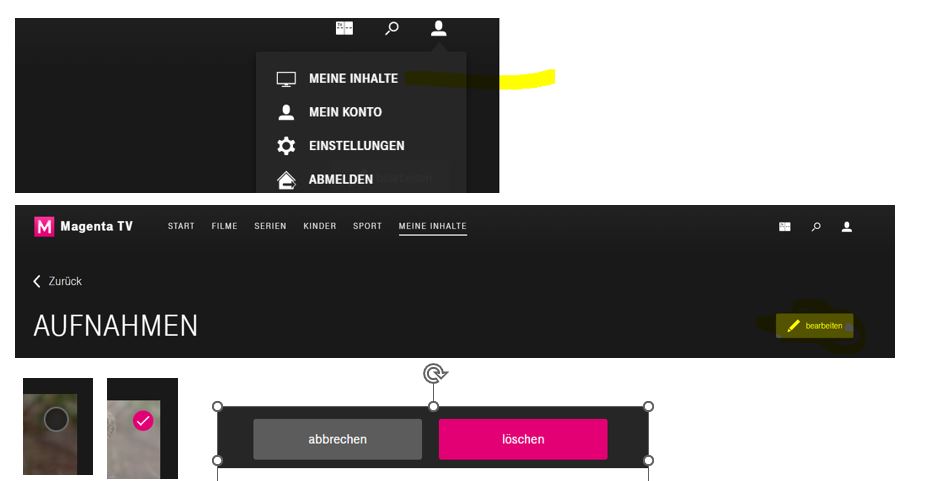 MEINE INHALTE
MEIN KONTO
EINSTELLUNGEN
ABMELDEN
M Magenta TV START FILME SERIEN KINDER SPORT MEINE INHALTE
Zurück
AUFNAHMEN
bearbeiten
abbrechen löschen